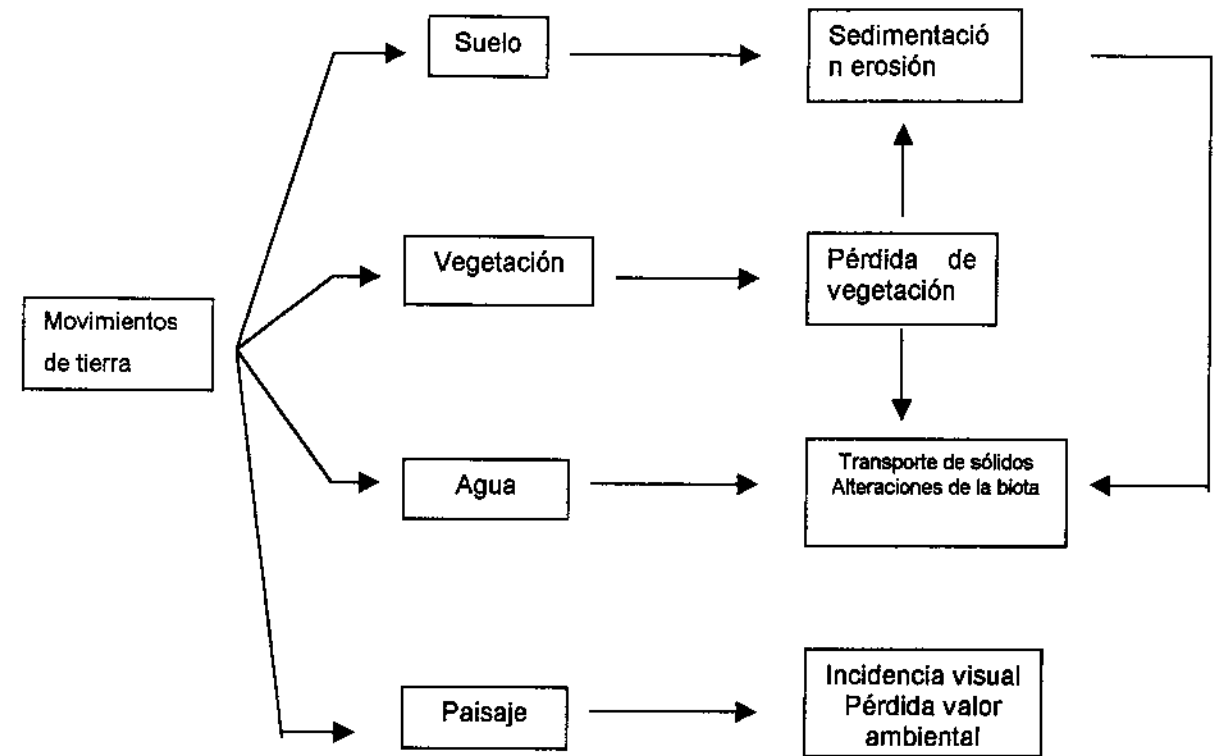 Suelo
Sedimentació
n erosión
Vegetación
Pérdida de
vegetación
Movimientos
de tierra
Agua
Transporte de sólidos
Alteraciones de la biota
Paisaje
Incidencia visual
Pérdida valor
ambiental